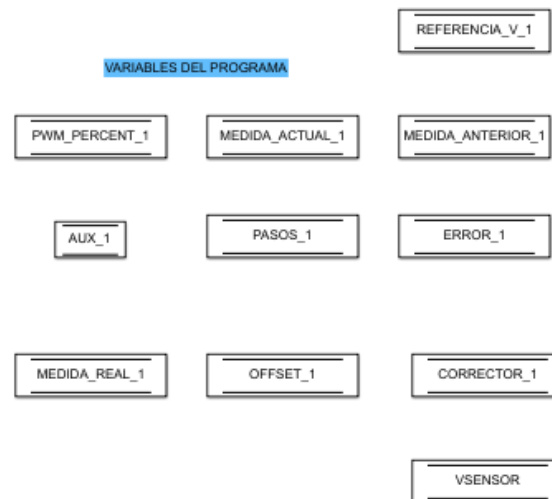 REFERENCIA_V_1
VARIABLES DEL PROGRAMA
PWM_PERCENT_1
MEDIDA_ACTUAL_1
MEDIDA_ANTERIOR_1
AUX_1
PASOS_1
ERROR_1
MEDIDA_REAL_1
OFFSET_1
CORRECTOR_1
VSENSOR